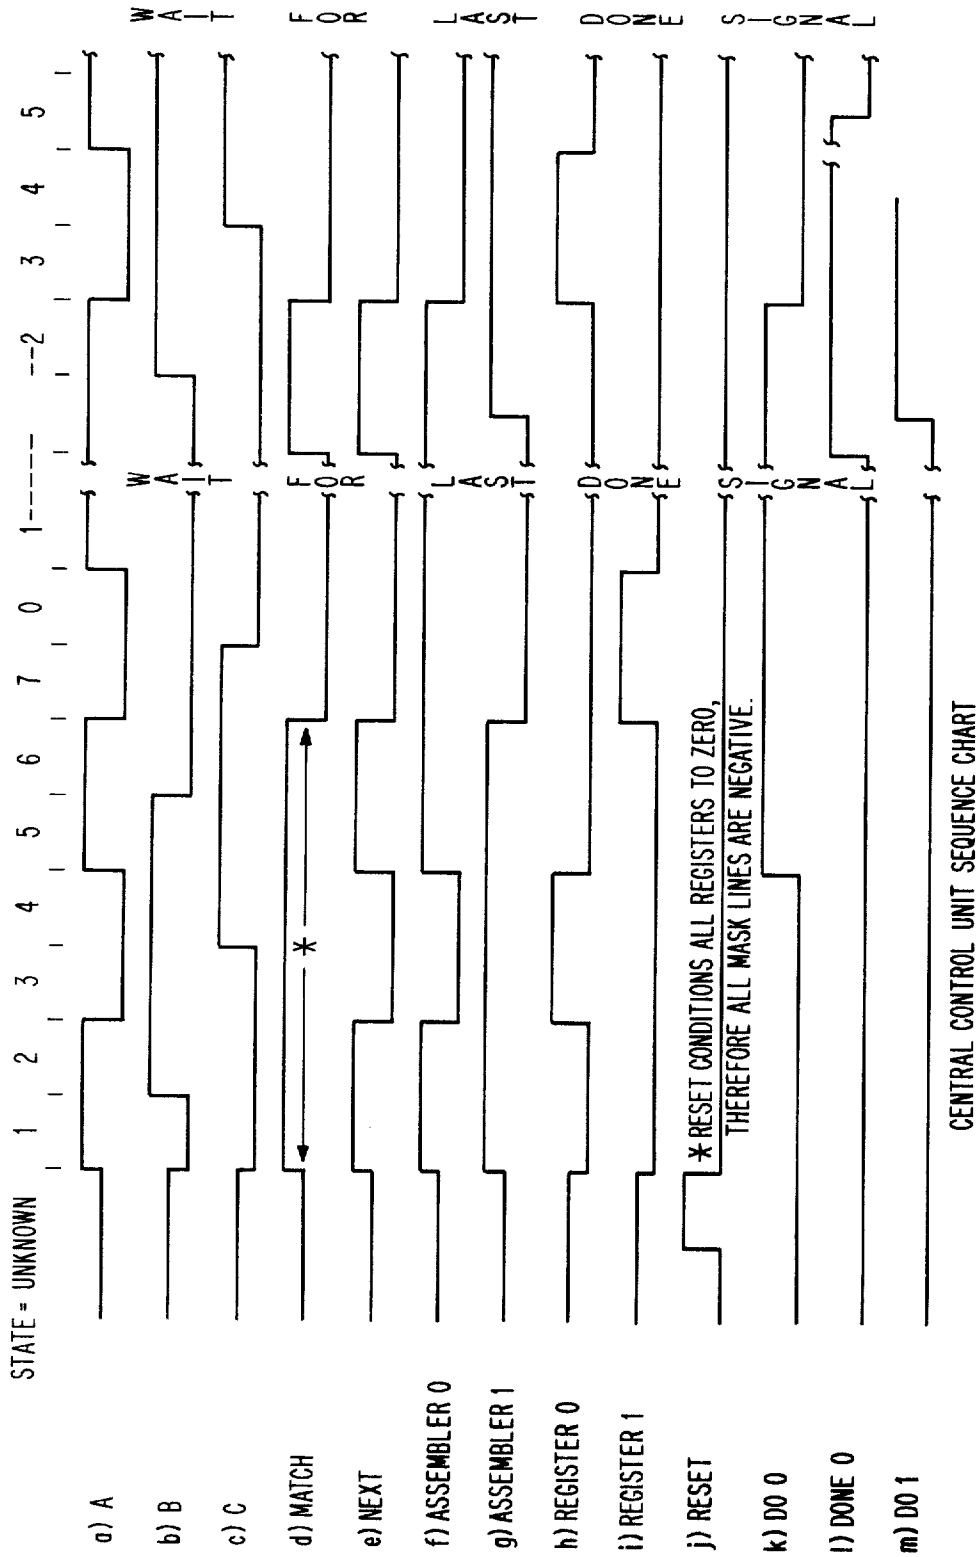 STATE = UNKNOWN 1 2 3 4 5 6 7 0 1----- --2 3 4 5
a) A
b) B
c) C
d) MATCH
e) NEXT
f) ASSEMBLER 0
g) ASSEMBLER 1
h) REGISTER 0
i) REGISTER 1
j) RESET
k) DO 0
l) DONE 0
m) DO 1
*
* RESET CONDITIONS ALL REGISTERS TO ZERO,
THEREFORE ALL MASK LINES ARE NEGATIVE.
WAIT FOR LAST DONE SIGNAL
WAIT FOR LAST DONE SIGNAL
CENTRAL CONTROL UNIT SEQUENCE CHART